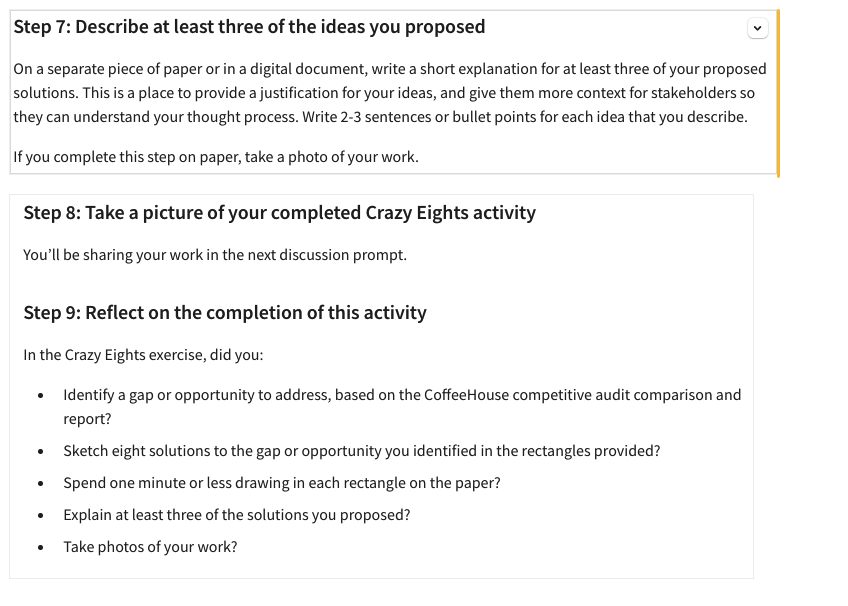 Step 7: Describe at least three of the ideas you proposed
On a separate piece of paper or in a digital document, write a short explanation for at least three of your proposed
solutions. This is a place to provide a justification for your ideas, and give them more context for stakeholders so
they can understand your thought process. Write 2-3 sentences or bullet points for each idea that you describe.
If you complete this step on paper, take a photo of your work.
Step 8: Take a picture of your completed Crazy Eights activity
You’ll be sharing your work in the next discussion prompt.
Step 9: Reflect on the completion of this activity
In the Crazy Eights exercise, did you:
• Identify a gap or opportunity to address, based on the CoffeeHouse competitive audit comparison and
report?
• Sketch eight solutions to the gap or opportunity you identified in the rectangles provided?
• Spend one minute or less drawing in each rectangle on the paper?
• Explain at least three of the solutions you proposed?
• Take photos of your work?